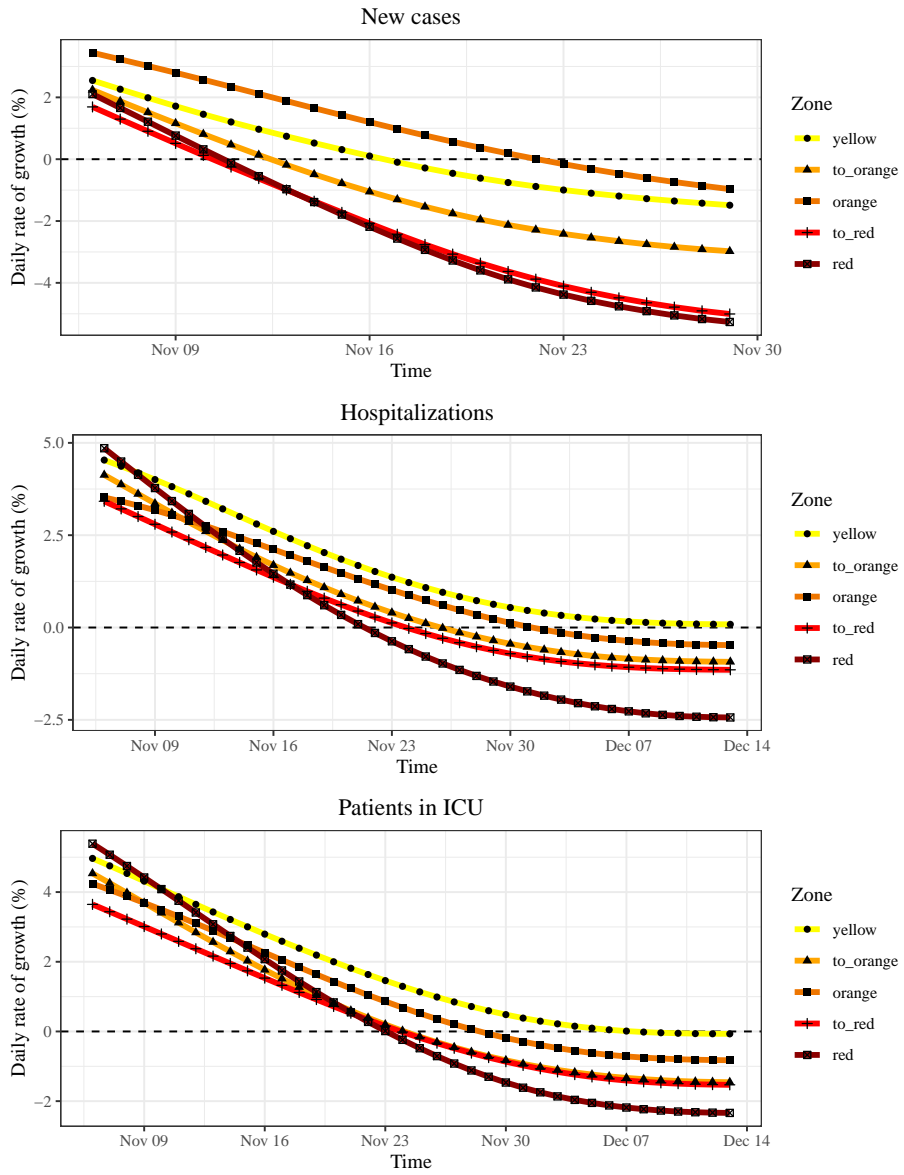 New cases
Daily rate of growth (%)
2
0
−2
−4
Nov 09
Nov 16
Nov 23
Nov 30
Time
Zone
yellow
to_orange
orange
to_red
red
Hospitalizations
Daily rate of growth (%)
5.0
2.5
0.0
−2.5
Nov 09
Nov 16
Nov 23
Nov 30
Dec 07
Dec 14
Time
Zone
yellow
to_orange
orange
to_red
red
Patients in ICU
Daily rate of growth (%)
4
2
0
−2
Nov 09
Nov 16
Nov 23
Nov 30
Dec 07
Dec 14
Time
Zone
yellow
to_orange
orange
to_red
red